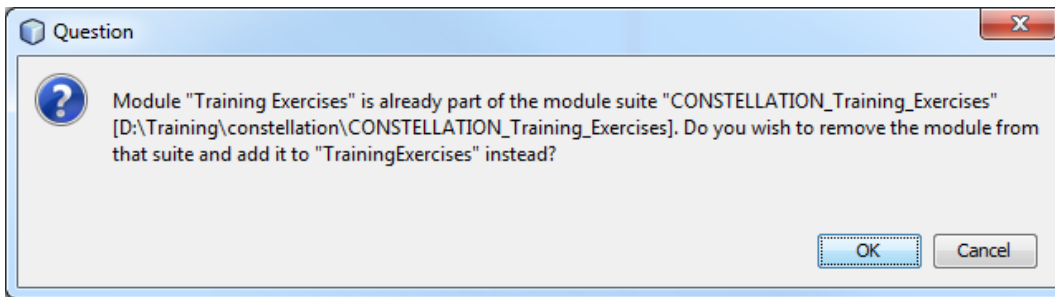 Question
Module "Training Exercises" is already part of the module suite "CONSTELLATION_Training_Exercises"
[D:\Training\constellation\CONSTELLATION_Training_Exercises]. Do you wish to remove the module from
that suite and add it to "TrainingExercises" instead?
OK Cancel